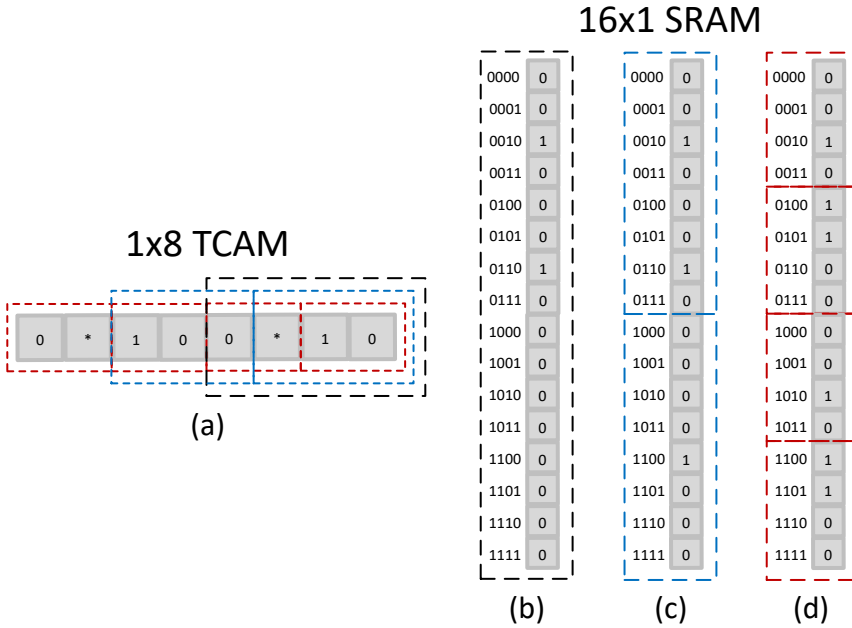 16x1 SRAM
0000 0 0000 0 0000 0
0001 0 0001 0 0001 0
0010 1 0010 1 0010 1
0011 0 0011 0 0011 0
0100 0 0100 0 0100 1
0101 0 0101 0 0101 1
0110 1 0110 1 0110 0
0111 0 0111 0 0111 0
1000 0 1000 0 1000 0
1001 0 1001 0 1001 0
1010 0 1010 0 1010 1
1011 0 1011 0 1011 0
1100 0 1100 1 1100 1
1101 0 1101 0 1101 1
1110 0 1110 0 1110 0
1111 0 1111 0 1111 0
(b) (c) (d)
1x8 TCAM
0 * 1 0 0 * 1 0
(a)